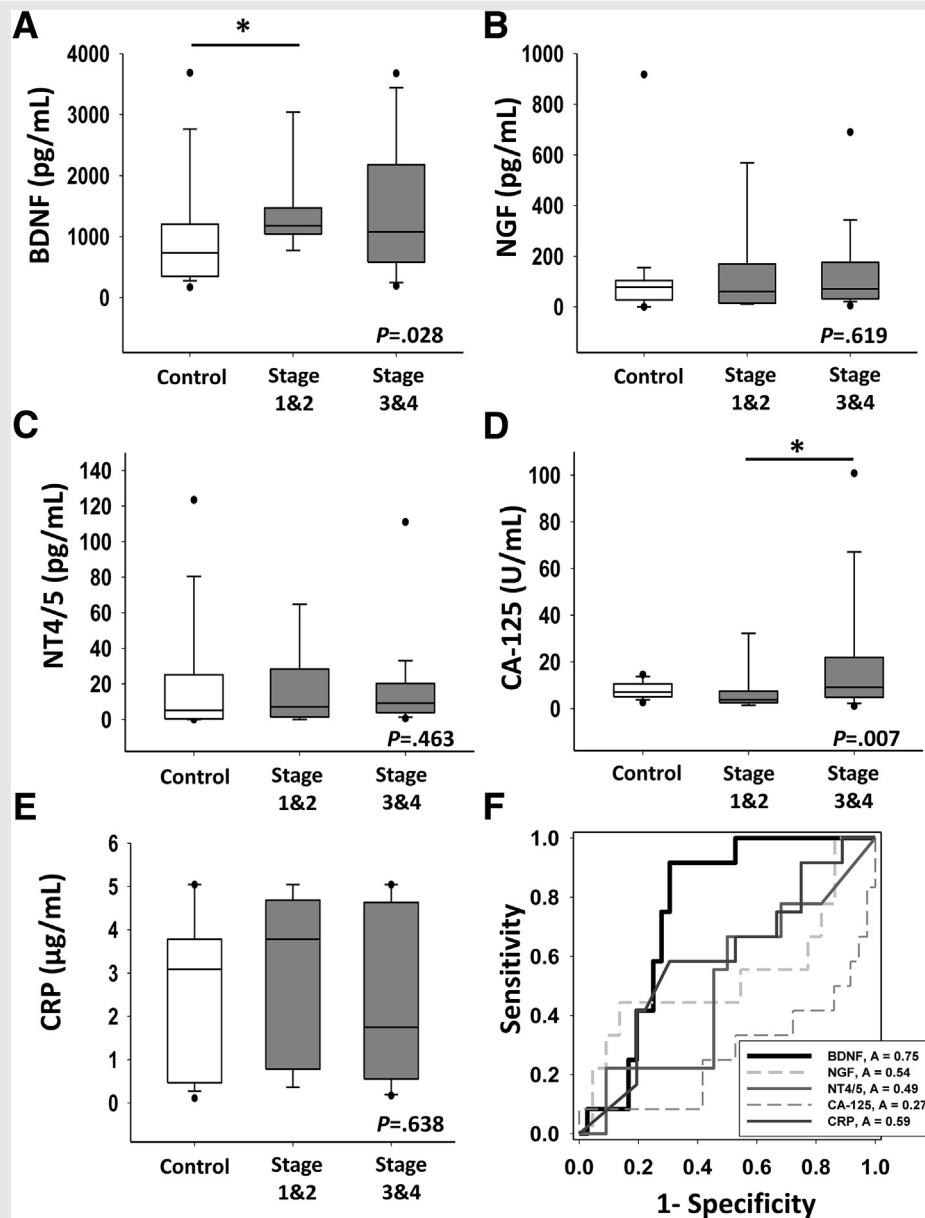 A
*
BDNF (pg/mL)
4000
3000
2000
1000
0
P=.028
Control
Stage
1&2
Stage
3&4
B
NGF (pg/mL)
1000
800
600
400
200
0
P=.619
Control
Stage
1&2
Stage
3&4
C
NT4/5 (pg/mL)
140
120
100
80
60
40
20
0
P=.463
Control
Stage
1&2
Stage
3&4
D
*
CA-125 (U/mL)
100
80
60
40
20
0
P=.007
Control
Stage
1&2
Stage
3&4
E
CRP (µg/mL)
6
5
4
3
2
1
0
P=.638
Control
Stage
1&2
Stage
3&4
F
Sensitivity
1.0
0.8
0.6
0.4
0.2
0.0
BDNF, A = 0.75
NGF, A = 0.54
NT4/5, A = 0.49
CA-125, A = 0.27
CRP, A = 0.59
0.0 0.2 0.4 0.6 0.8 1.0
1- Specificity